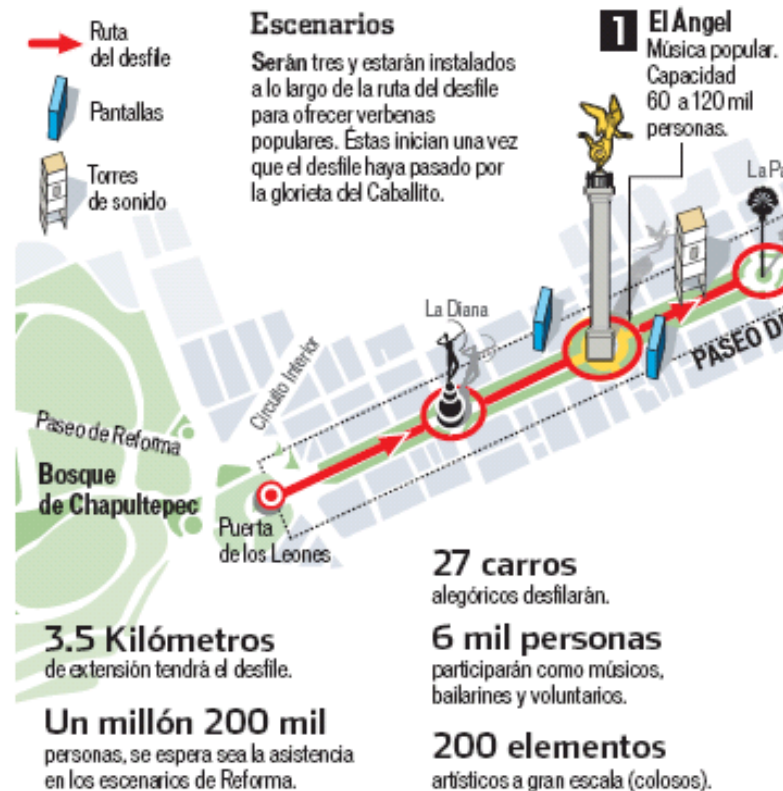 Ruta
del desfile
Pantallas
Torres
de sonido
Escenarios
Serán tres y estarán instalados
a lo largo de la ruta del desfile
para ofrecer verbenas
populares. Éstas inician una vez
que el desfile haya pasado por
la glorieta del Caballito.
1 El Ángel
Música popular.
Capacidad
60 a 120 mil
personas.
La
La Diana
PASEO
Circuito Interior
Paseo de Reforma
Bosque
de Chapultepec
Puerta
de los Leones
3.5 Kilómetros
de extensión tendrá el desfile.
Un millón 200 mil
personas, se espera sea la asistencia
en los escenarios de Reforma.
27 carros
alegóricos desfilarán.
6 mil personas
participarán como músicos,
bailarines y voluntarios.
200 elementos
artísticos a gran escala (colosos).